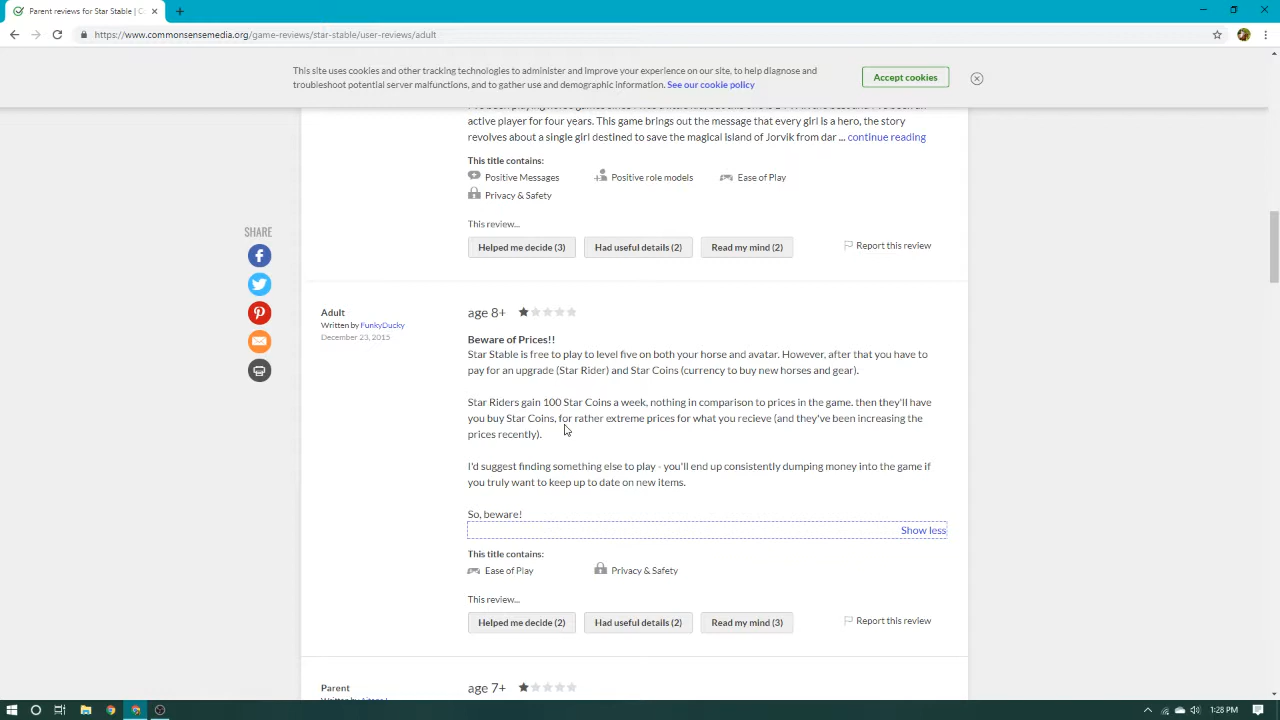 Parent reviews for Star Stable | C
https://www.commonsensemedia.org/game-reviews/star-stable/user-reviews/adult
This site uses cookies and other tracking technologies to administer and improve your experience on our site, to help diagnose and
troubleshoot potential server malfunctions, and to gather use and demographic information. See our cookie policy
Accept cookies
active player for four years. This game brings out the message that every girl is a hero, the story
revolves about a single girl destined to save the magical island of Jorvik from dar ... continue reading
This title contains:
Positive Messages
Positive role models
Ease of Play
Privacy & Safety
This review...
Helped me decide (3)
Had useful details (2)
Read my mind (2)
Report this review
SHARE
Adult
Written by FunkyDucky
December 23, 2015
age 8+
Beware of Prices!!
Star Stable is free to play to level five on both your horse and avatar. However, after that you have to
pay for an upgrade (Star Rider) and Star Coins (currency to buy new horses and gear).
Star Riders gain 100 Star Coins a week, nothing in comparison to prices in the game. then they'll have
you buy Star Coins, for rather extreme prices for what you recieve (and they've been increasing the
prices recently).
I'd suggest finding something else to play - you'll end up consistently dumping money into the game if
you truly want to keep up to date on new items.
So, beware!
Show less
This title contains:
Ease of Play
Privacy & Safety
This review...
Helped me decide (2)
Had useful details (2)
Read my mind (3)
Report this review
Parent
age 7+
1:28 PM